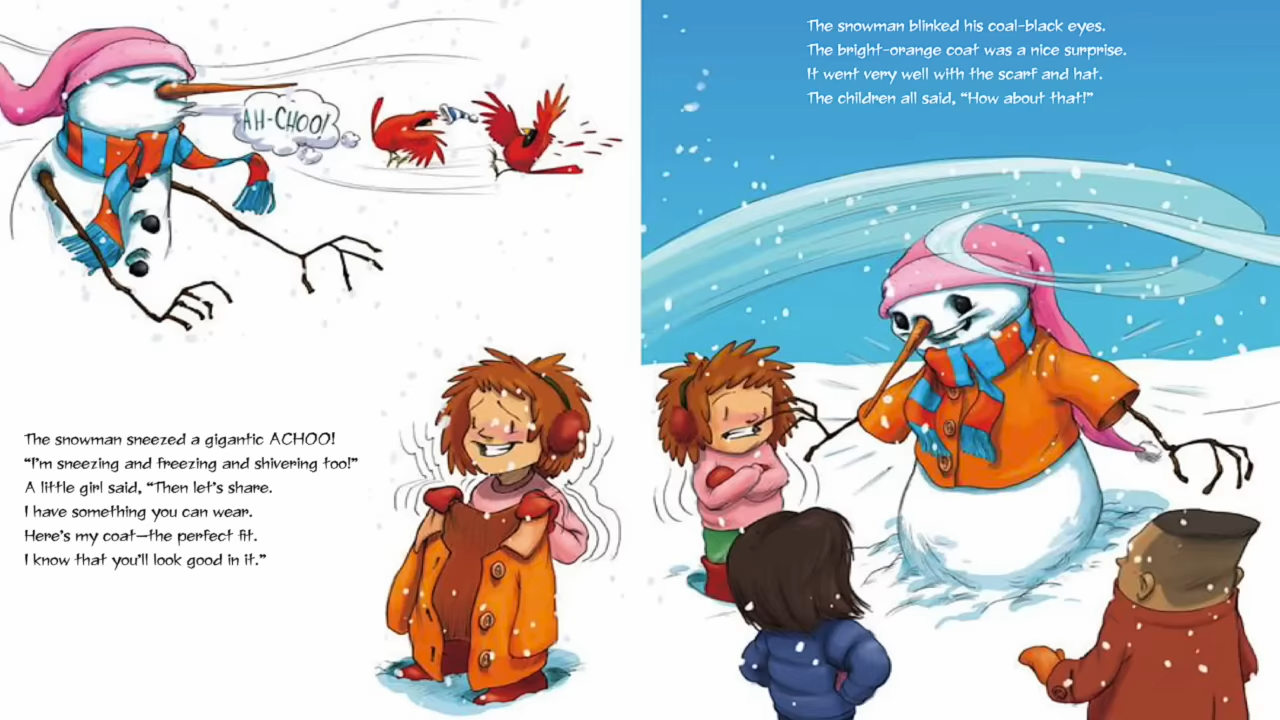 AH-CHOO!
The snowman sneezed a gigantic ACHOO!
“I’m sneezing and freezing and shivering too!”
A little girl said, “Then let’s share.
I have something you can wear.
Here’s my coat—the perfect fit.
I know that you’ll look good in it.”
The snowman blinked his coal-black eyes.
The bright-orange coat was a nice surprise.
It went very well with the scarf and hat.
The children all said, “How about that!”